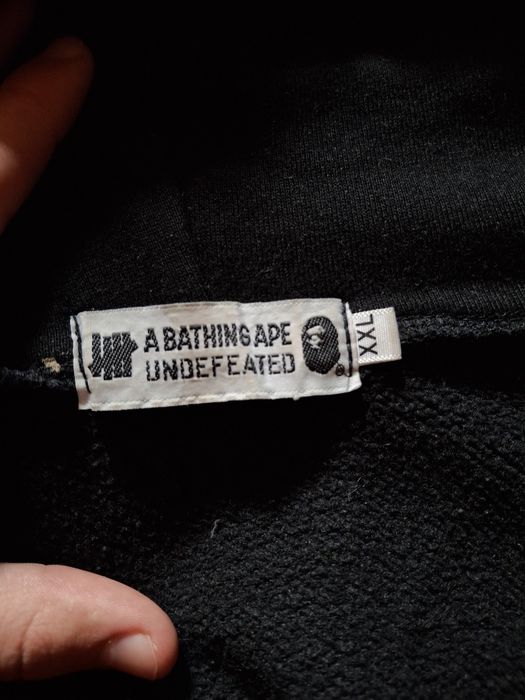 A BATHING APE
UNDEFEATED
®
XXL